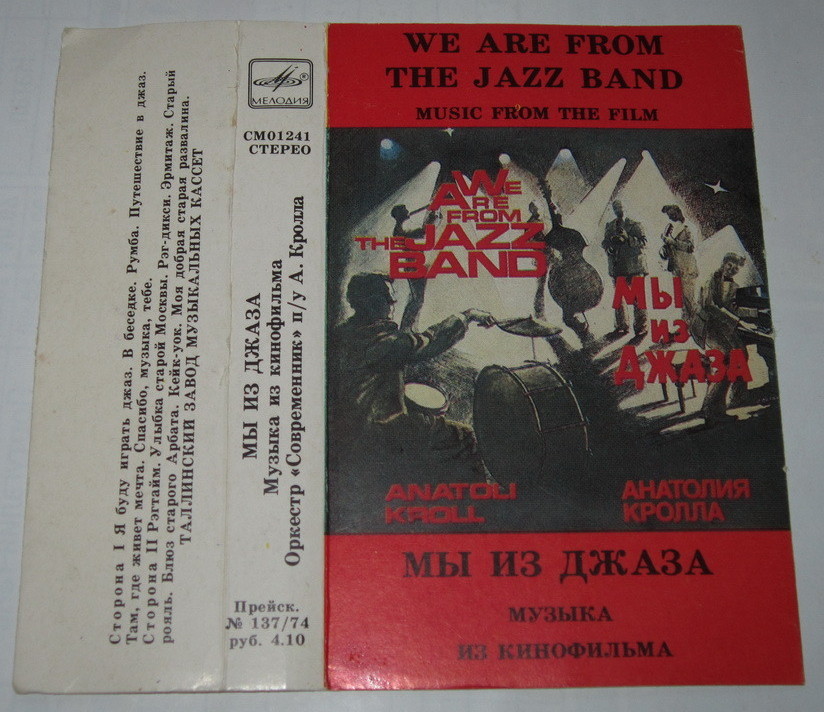 Сторона I Я буду играть джаз. В беседке. Румба. Путешествие в джаз.
Там, где живет мечта. Спасибо, музыка, тебе.
Сторона II Рэгтайм. Улыбка старой Москвы. Рэг-дикси. Эрмитаж. Старый
рояль. Блюз старого Арбата. Кейк-уок. Моя добрая старая развалина.
ТАЛЛИНСКИЙ ЗАВОД МУЗЫКАЛЬНЫХ КАССЕТ
МЕЛОДИЯ
®
СМ01241
СТЕРЕО
МЫ ИЗ ДЖАЗА
Музыка из кинофильма
Оркестр «Современник» п/у А. Кролла
Прейск.
№ 137/74
руб. 4.10
WE ARE FROM
THE JAZZ BAND
MUSIC FROM THE FILM
WE
ARE
FROM
THE JAZZ
BAND
МЫ
ИЗ
ДЖАЗА
ANATOLI
KROLL
АНАТОЛИЯ
КРОЛЛА
МЫ ИЗ ДЖАЗА
МУЗЫКА
ИЗ КИНОФИЛЬМА